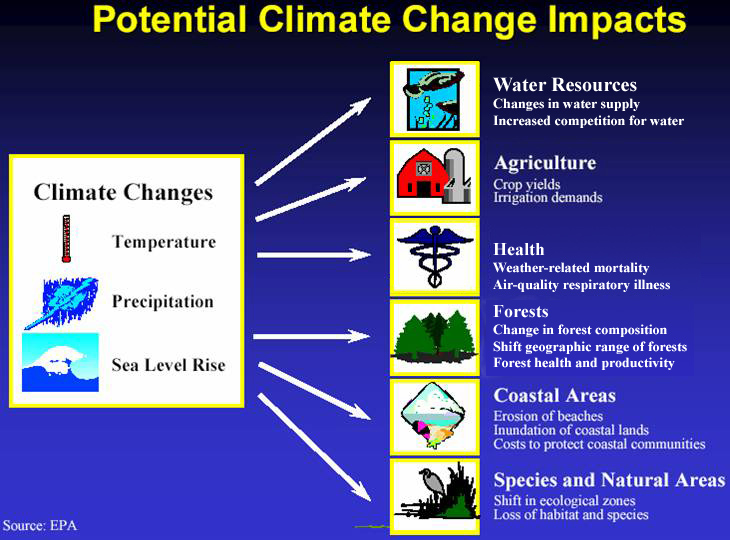 Potential Climate Change Impacts
Climate Changes
Temperature
Precipitation
Sea Level Rise
Water Resources
Changes in water supply
Increased competition for water
Agriculture
Crop yields
Irrigation demands
Health
Weather-related mortality
Air-quality respiratory illness
Forests
Change in forest composition
Shift geographic range of forests
Forest health and productivity
Coastal Areas
Erosion of beaches
Inundation of coastal lands
Costs to protect coastal communities
Species and Natural Areas
Shift in ecological zones
Loss of habitat and species
Source: EPA